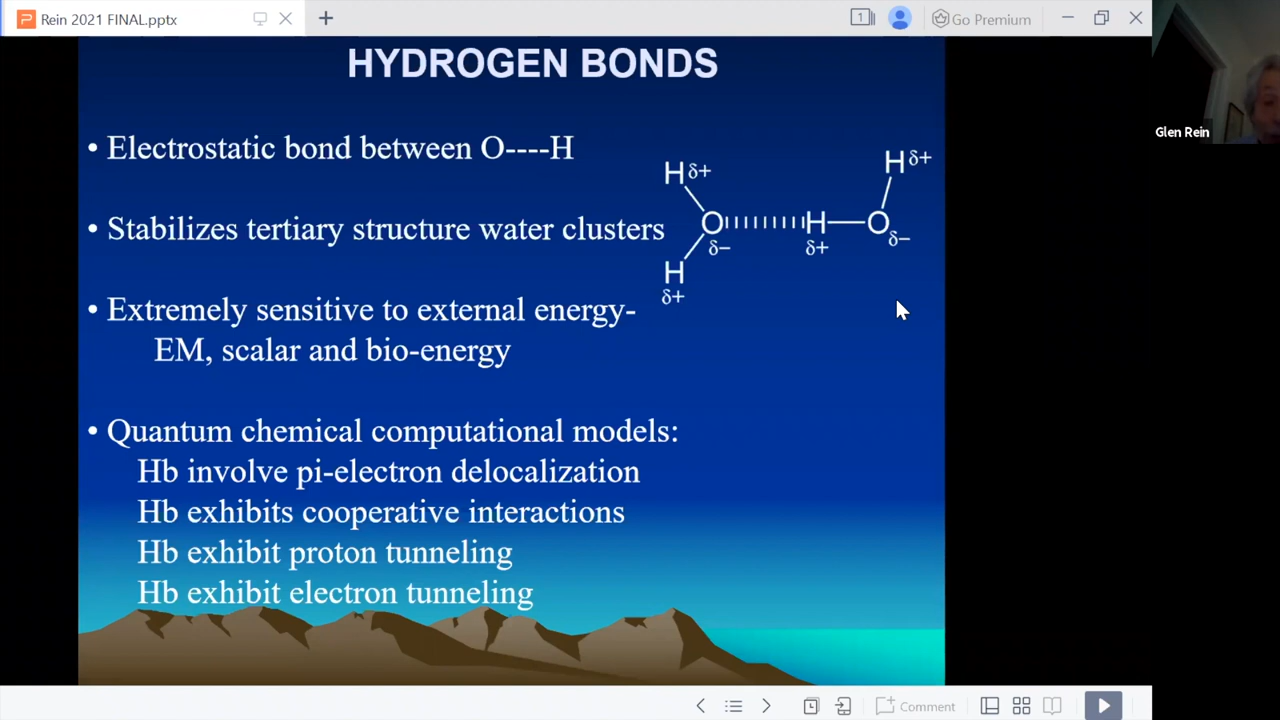 Rein 2021 FINAL.pptx
1
Go Premium
HYDROGEN BONDS
• Electrostatic bond between O----H
• Stabilizes tertiary structure water clusters
• Extremely sensitive to external energy-
EM, scalar and bio-energy
• Quantum chemical computational models:
Hb involve pi-electron delocalization
Hb exhibits cooperative interactions
Hb exhibit proton tunneling
Hb exhibit electron tunneling
H δ+
H δ+
O H O
δ− δ+ δ−
H
δ+
Glen Rein
Comment